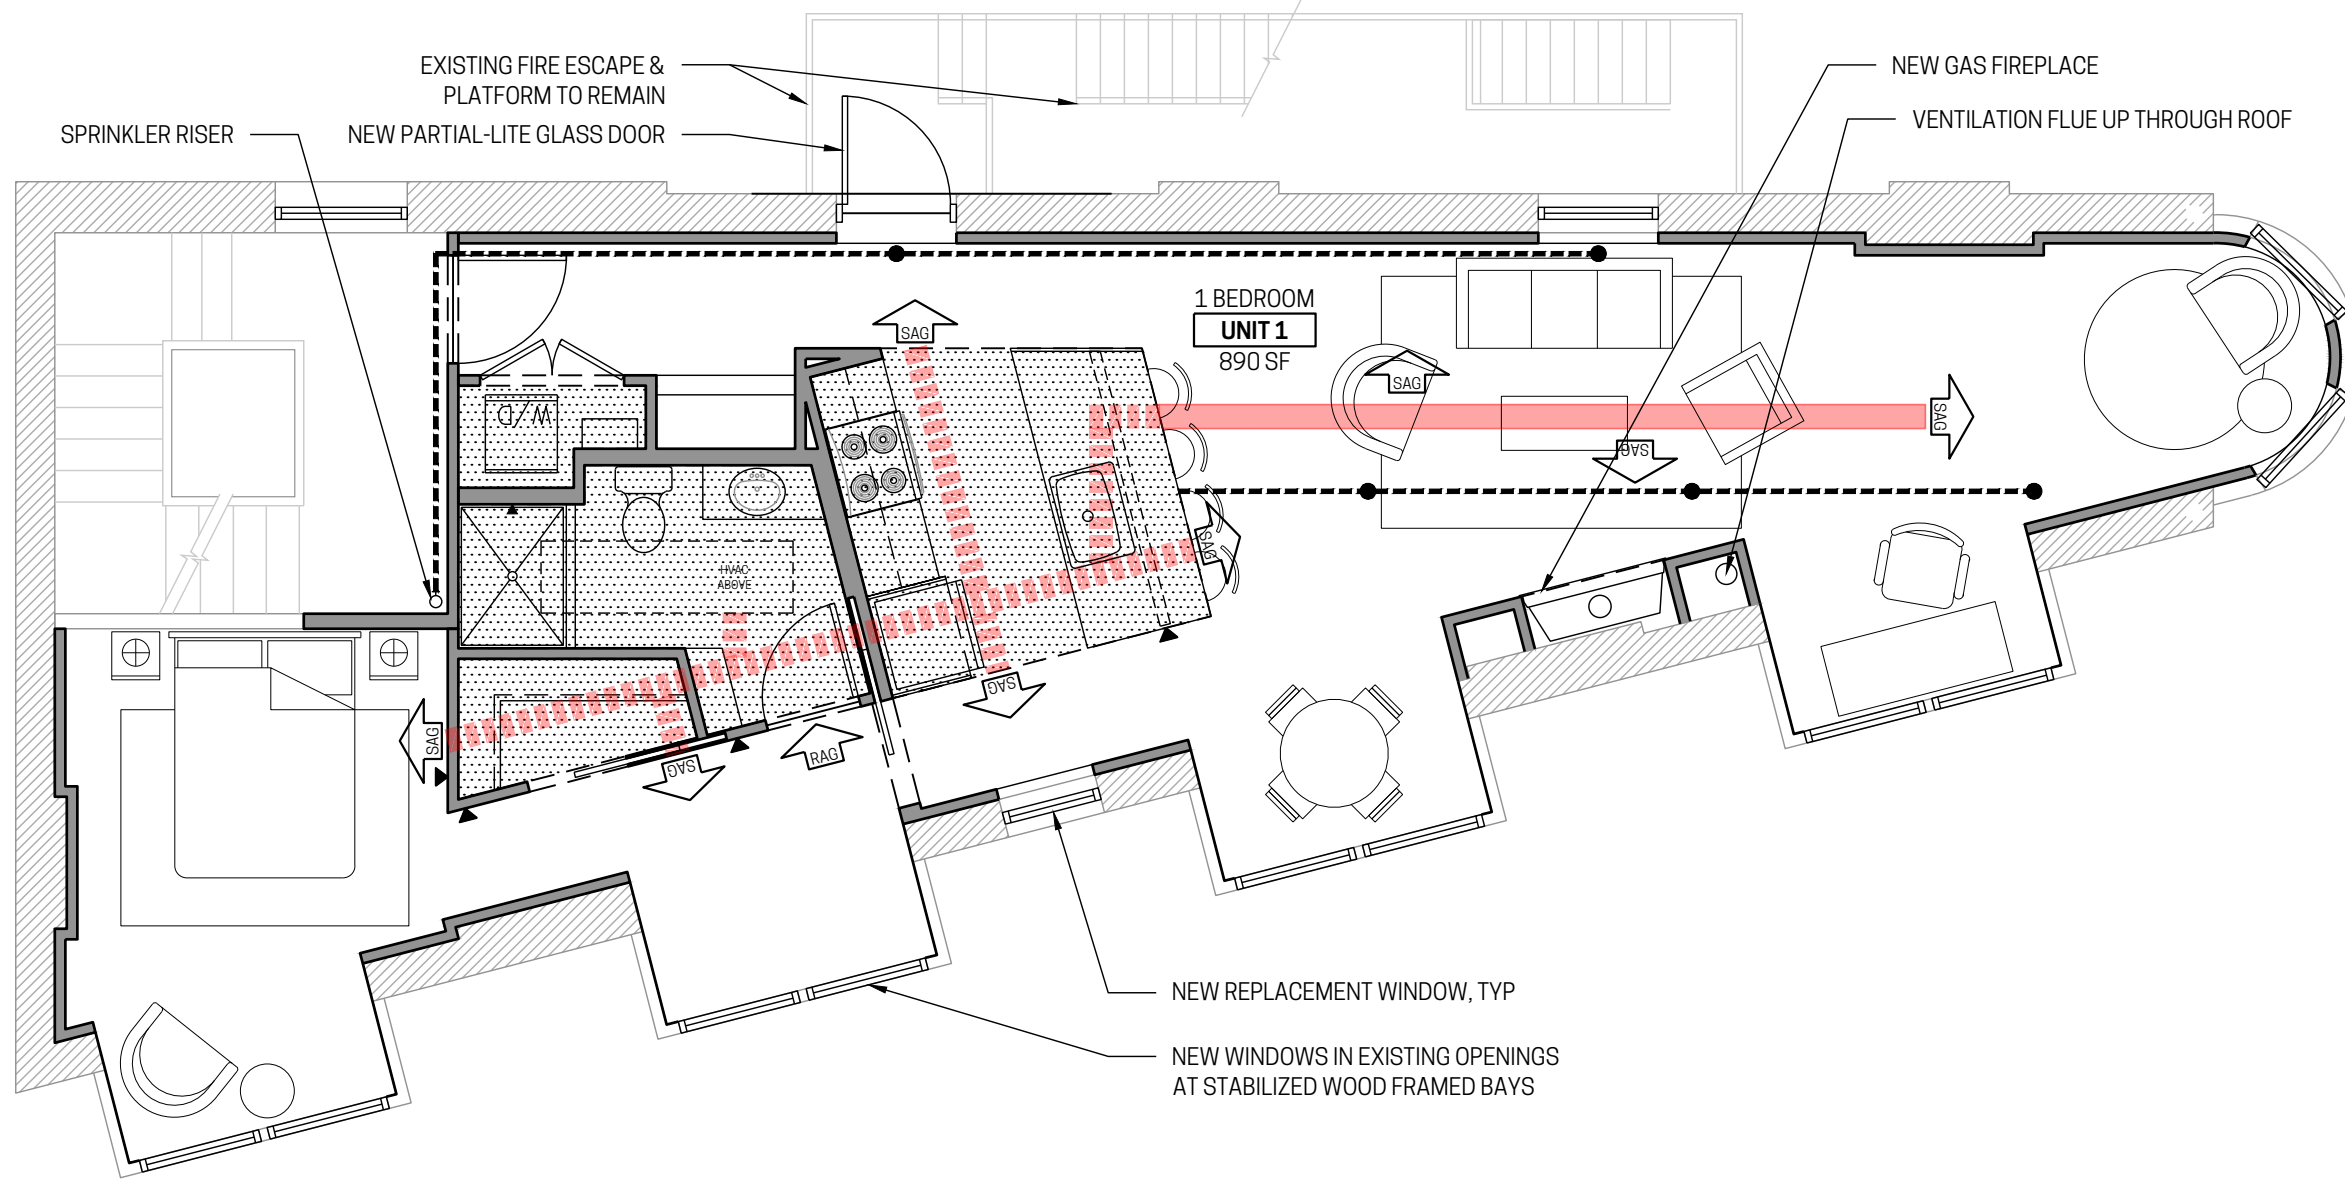 EXISTING FIRE ESCAPE &
PLATFORM TO REMAIN
NEW GAS FIREPLACE
VENTILATION FLUE UP THROUGH ROOF
SPRINKLER RISER
NEW PARTIAL-LITE GLASS DOOR
1 BEDROOM
UNIT 1
890 SF
SAG
SAG
SAG
SAG
W/D
SAG
HVAC
ABOVE
SAG
SAG
SAG
RAG
NEW REPLACEMENT WINDOW, TYP
NEW WINDOWS IN EXISTING OPENINGS
AT STABILIZED WOOD FRAMED BAYS